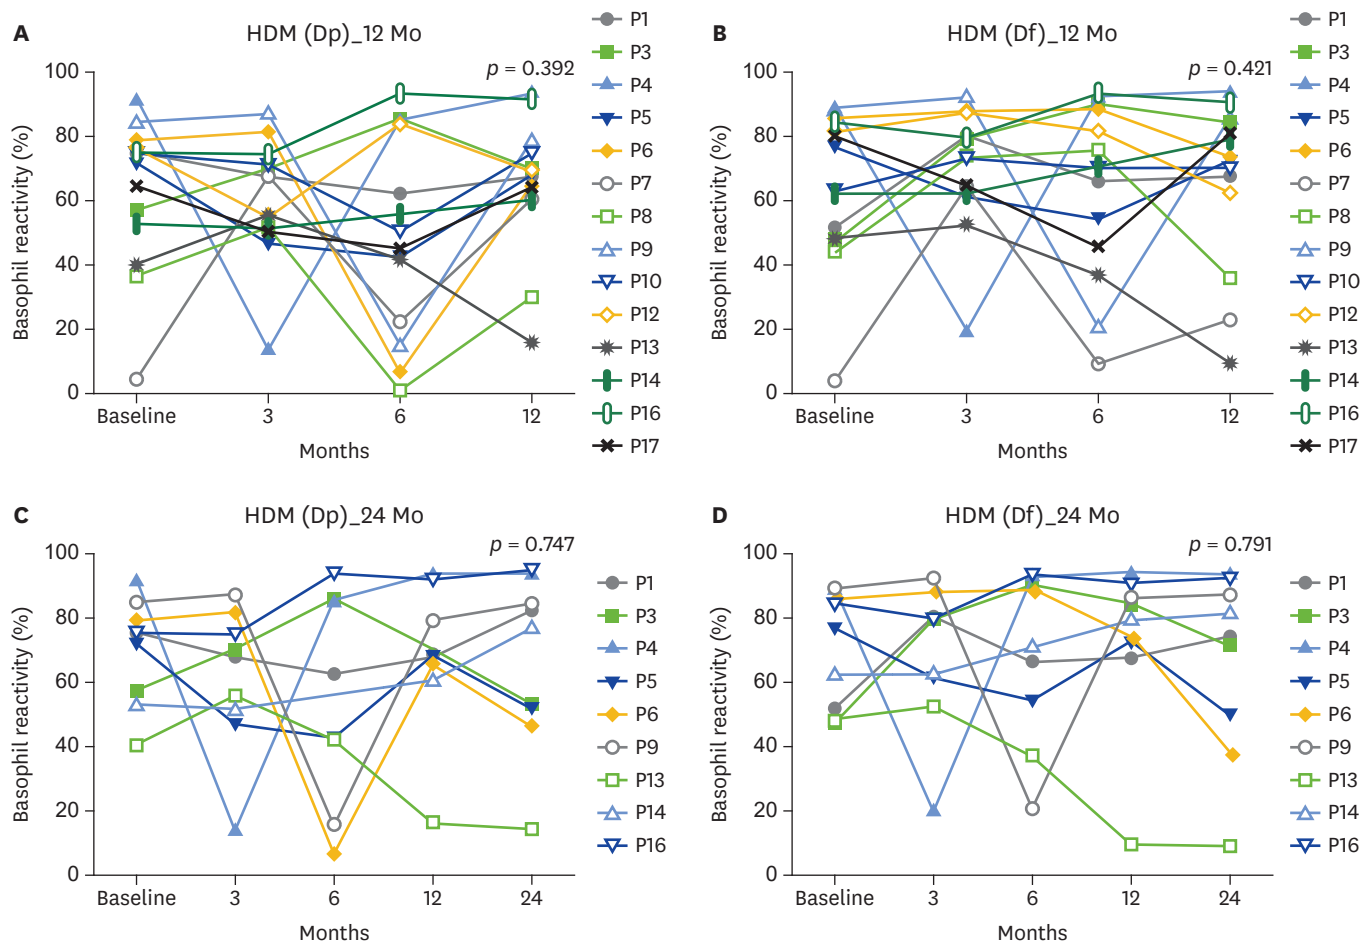 A
HDM (Dp)_12 Mo
p = 0.392
Basophil reactivity (%)
100
80
60
40
20
0
Baseline
3
6
12
Months
P1
P3
P4
P5
P6
P7
P8
P9
P10
P12
P13
P14
P16
P17
B
HDM (Df)_12 Mo
p = 0.421
Basophil reactivity (%)
100
80
60
40
20
0
Baseline
3
6
12
Months
P1
P3
P4
P5
P6
P7
P8
P9
P10
P12
P13
P14
P16
P17
C
HDM (Dp)_24 Mo
p = 0.747
Basophil reactivity (%)
100
80
60
40
20
0
Baseline
3
6
12
24
Months
P1
P3
P4
P5
P6
P9
P13
P14
P16
D
HDM (Df)_24 Mo
p = 0.791
Basophil reactivity (%)
100
80
60
40
20
0
Baseline
3
6
12
24
Months
P1
P3
P4
P5
P6
P9
P13
P14
P16